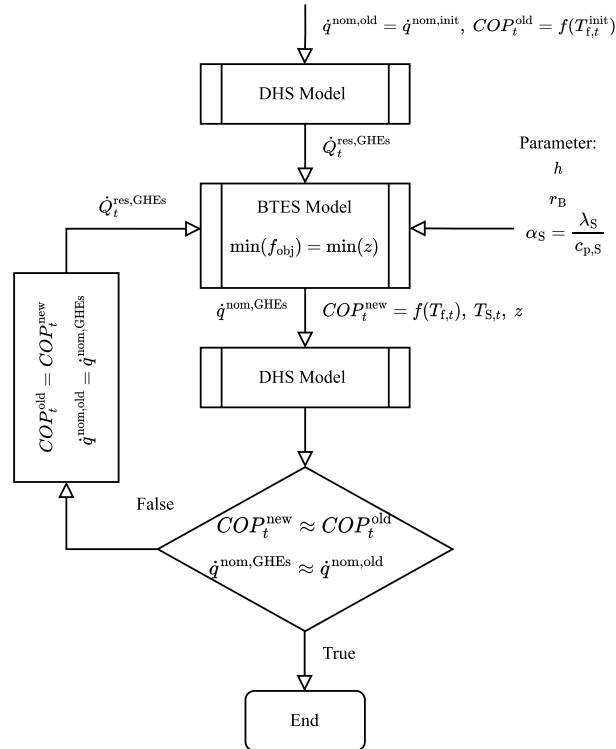 q̇^nom,old = q̇^nom,init, COP_t^old = f(T_f,t^init)
DHS Model
Q̇_t^res,GHEs
Parameter:
h
r_B
α_S = λ_S / c_p,S
Q̇_t^res,GHEs
BTES Model
min(f_obj) = min(z)
q̇^nom,GHEs
COP_t^new = f(T_f,t), T_S,t, z
DHS Model
COP_t^old = COP_t^new
q̇^nom,old = q̇^nom,GHEs
False
COP_t^new ≈ COP_t^old
q̇^nom,GHEs ≈ q̇^nom,old
True
End